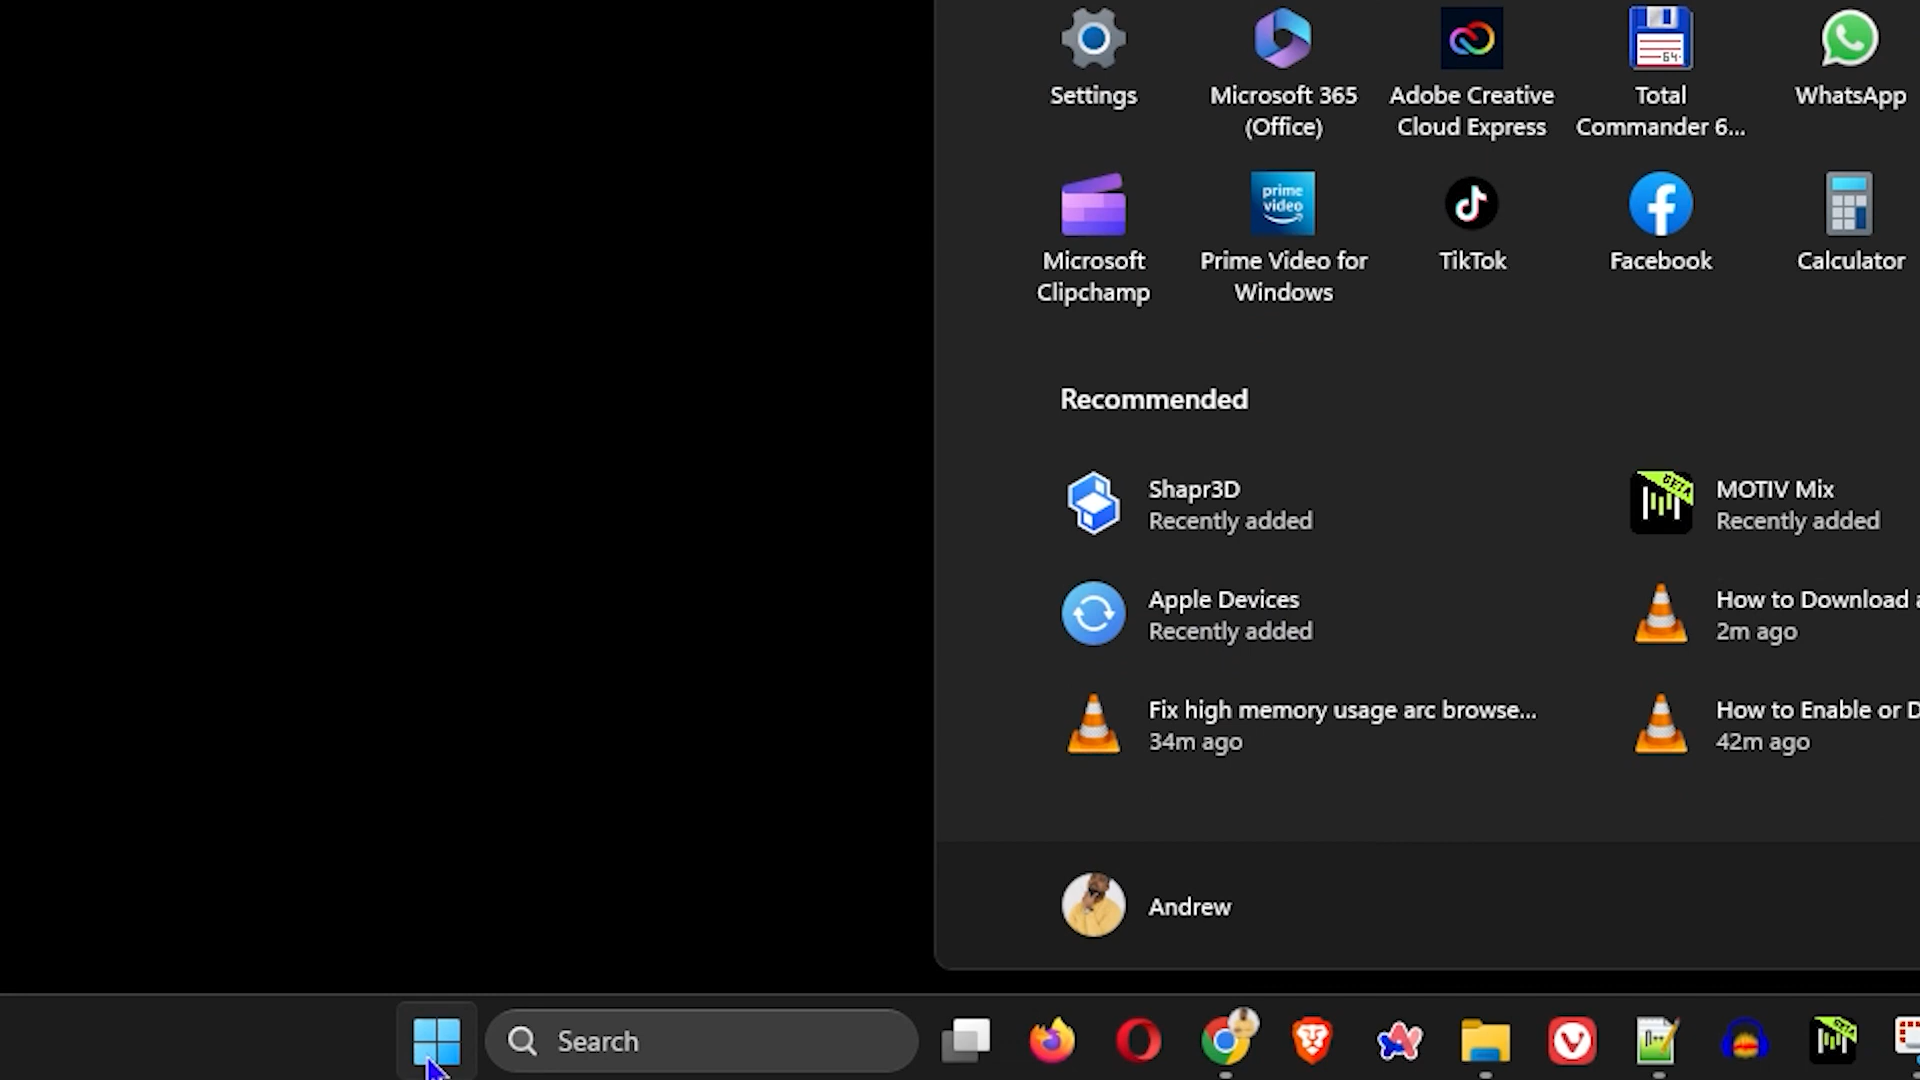 Settings
Microsoft 365
(Office)
Adobe Creative
Cloud Express
Total
Commander 6...
WhatsApp
64
prime
video
Microsoft
Clipchamp
Prime Video for
Windows
TikTok
Facebook
Calculator
Recommended
Shapr3D
Recently added
BETA
MOTIV Mix
Recently added
Apple Devices
Recently added
How to Download a
2m ago
Fix high memory usage arc browse...
34m ago
How to Enable or D
42m ago
Andrew
Search